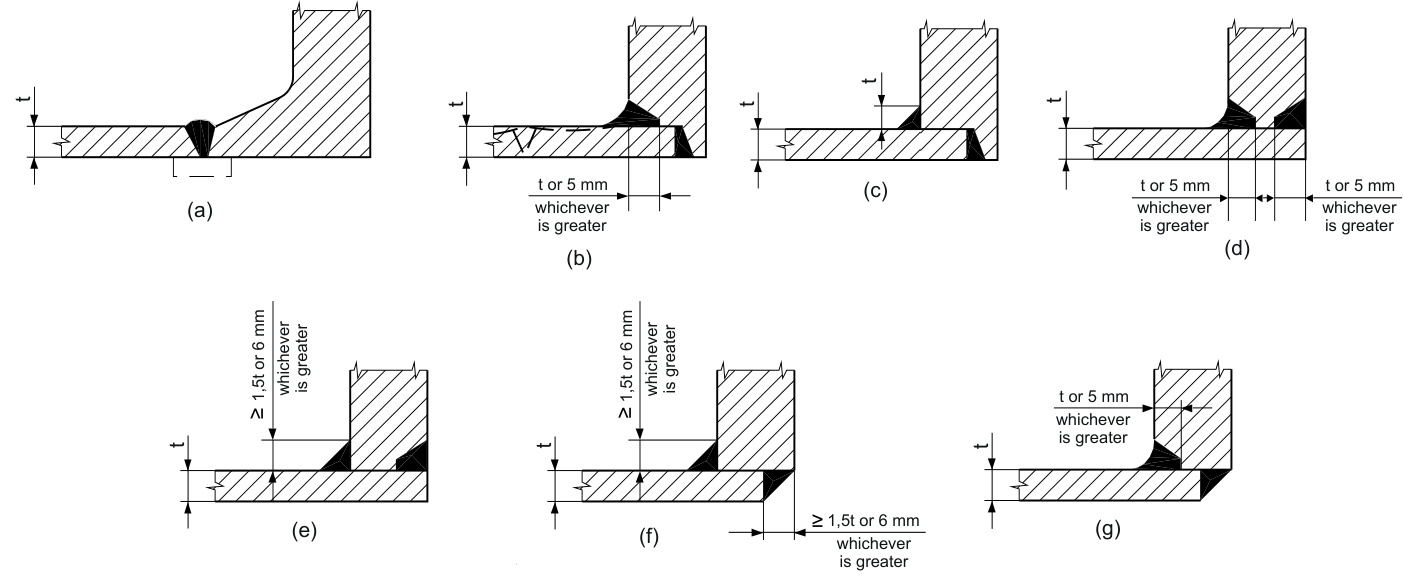 t
(a)
t
t or 5 mm
whichever
is greater
(b)
t
t
(c)
t
t or 5 mm
whichever
is greater
t or 5 mm
whichever
is greater
(d)
t
≥ 1,5t or 6 mm
whichever
is greater
(e)
t
≥ 1,5t or 6 mm
whichever
is greater
≥ 1,5t or 6 mm
whichever
is greater
(f)
t
t or 5 mm
whichever
is greater
(g)